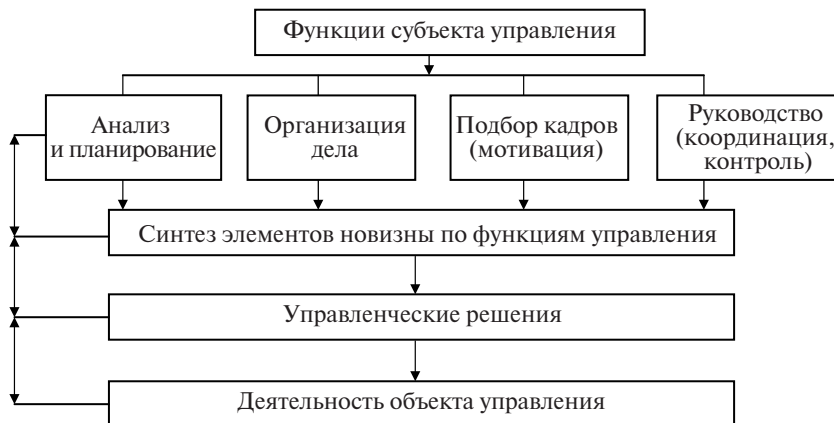 Функции субъекта управления
Анализ
и планирование
Организация
дела
Подбор кадров
(мотивация)
Руководство
(координация,
контроль)
Синтез элементов новизны по функциям управления
Управленческие решения
Деятельность объекта управления